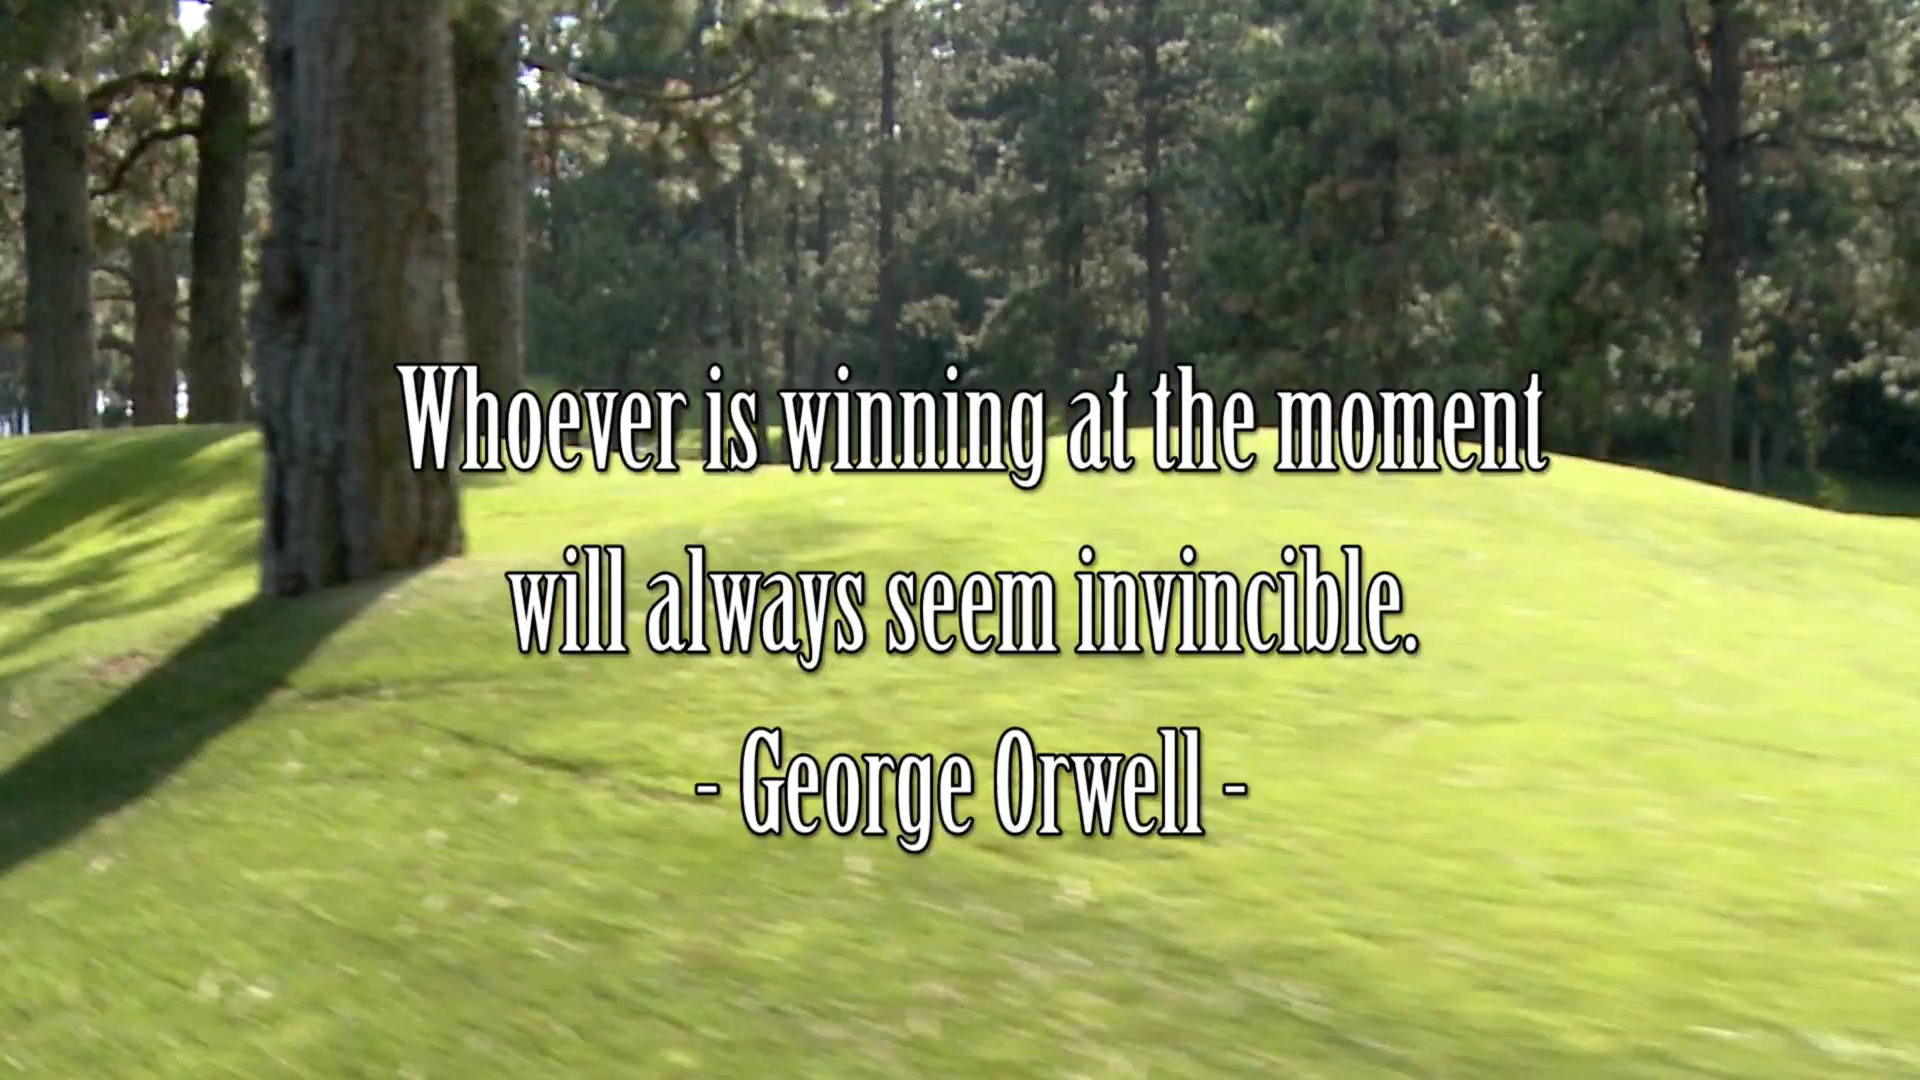 Whoever is winning at the moment
will always seem invincible.
- George Orwell -